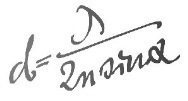 d = λ / 2n sin α